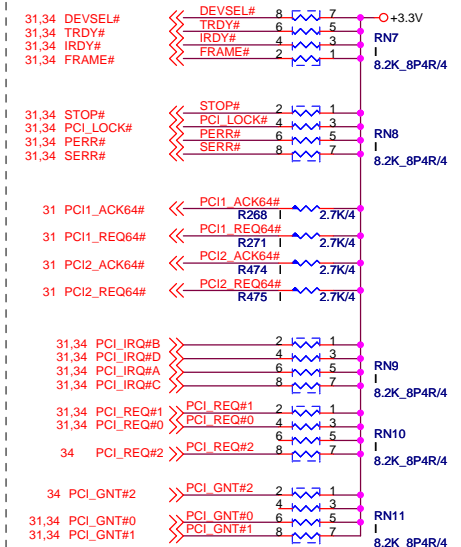 31,34 DEVSEL# DEVSEL# 8 7 +3.3V
31,34 TRDY# TRDY# 6 5
31,34 IRDY# IRDY# 4 3 RN7
31,34 FRAME# FRAME# 2 1 I
8.2K_8P4R/4
31,34 STOP# STOP# 2 1
31,34 PCI_LOCK# PCI_LOCK# 4 3
31,34 PERR# PERR# 6 5 RN8
31,34 SERR# SERR# 8 7 I
8.2K_8P4R/4
31 PCI1_ACK64# PCI1_ACK64#
R268 I 2.7K/4
31 PCI1_REQ64# PCI1_REQ64#
R271 I 2.7K/4
31 PCI2_ACK64# PCI2_ACK64#
R474 I 2.7K/4
31 PCI2_REQ64# PCI2_REQ64#
R475 I 2.7K/4
31,34 PCI_IRQ#B 2 1
31,34 PCI_IRQ#D 4 3
31,34 PCI_IRQ#A 6 5 RN9
31,34 PCI_IRQ#C 8 7 I
8.2K_8P4R/4
31,34 PCI_REQ#1 PCI_REQ#1 2 1
31,34 PCI_REQ#0 PCI_REQ#0 4 3
6 5 RN10
34 PCI_REQ#2 PCI_REQ#2 8 7 I
8.2K_8P4R/4
34 PCI_GNT#2 PCI_GNT#2 2 1
4 3
31,34 PCI_GNT#0 PCI_GNT#0 6 5 RN11
31,34 PCI_GNT#1 PCI_GNT#1 8 7 I
8.2K_8P4R/4